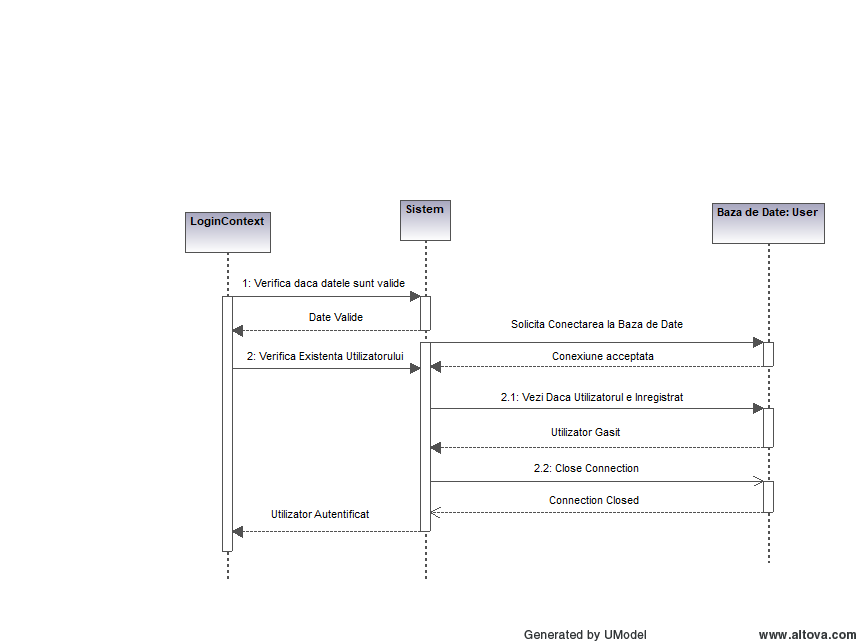 LoginContext
Sistem
Baza de Date: User
1: Verifica daca datele sunt valide
Date Valide
Solicita Conectarea la Baza de Date
2: Verifica Existenta Utilizatorului
Conexiune acceptata
2.1: Vezi Daca Utilizatorul e Inregistrat
Utilizator Gasit
2.2: Close Connection
Connection Closed
Utilizator Autentificat
Generated by UModel
www.altova.com